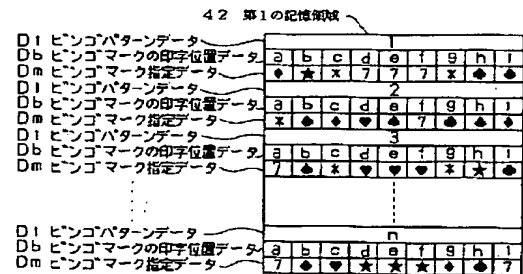 42 第1の記憶領域
D1 ビンゴパターンデータ 1
Db ビンゴマークの印字位置データ a b c d e f g h i
Dm ビンゴマーク指定データ ♦ ★ × 7 7 7 × ♣ ♣
D1 ビンゴパターンデータ 2
Db ビンゴマークの印字位置データ a b c d e f g h i
Dm ビンゴマーク指定データ × ♠ ♦ ♥ ♠ 7
D1 ビンゴパターンデータ 3
Db ビンゴマークの印字位置データ a b c d e f g h i
Dm ビンゴマーク指定データ 7 × ♥ ♥ ♥ × ★ ♣
D1 ビンゴパターンデータ n
Db ビンゴマークの印字位置データ a b c d e f g h i
Dm ビンゴマーク指定データ 7 ♥ ★ ★ ★ 7